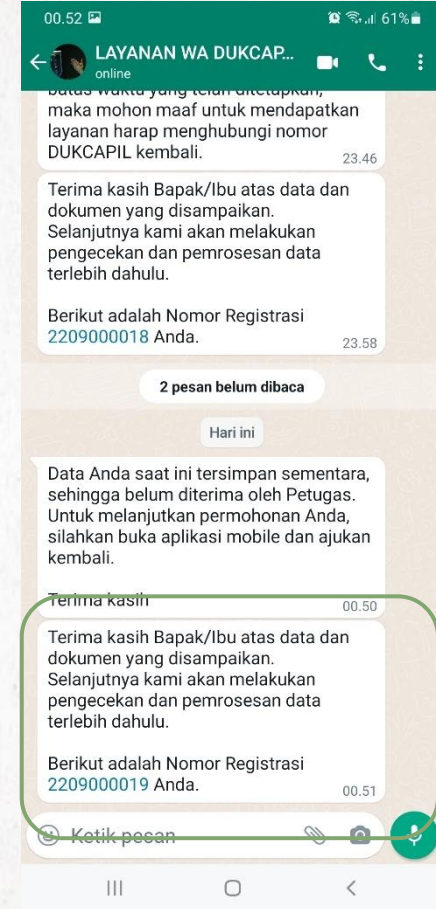 00.52 61%
LAYANAN WA DUKCAP...
online
batas waktu yang telah ditetapkan,
maka mohon maaf untuk mendapatkan
layanan harap menghubungi nomor
DUKCAPIL kembali.
23.46
Terima kasih Bapak/Ibu atas data dan
dokumen yang disampaikan.
Selanjutnya kami akan melakukan
pengecekan dan pemrosesan data
terlebih dahulu.
Berikut adalah Nomor Registrasi
2209000018 Anda.
23.58
2 pesan belum dibaca
Hari ini
Data Anda saat ini tersimpan sementara,
sehingga belum diterima oleh Petugas.
Untuk melanjutkan permohonan Anda,
silahkan buka aplikasi mobile dan ajukan
kembali.
Terima kasih
00.50
Terima kasih Bapak/Ibu atas data dan
dokumen yang disampaikan.
Selanjutnya kami akan melakukan
pengecekan dan pemrosesan data
terlebih dahulu.
Berikut adalah Nomor Registrasi
2209000019 Anda.
00.51
Ketik pesan